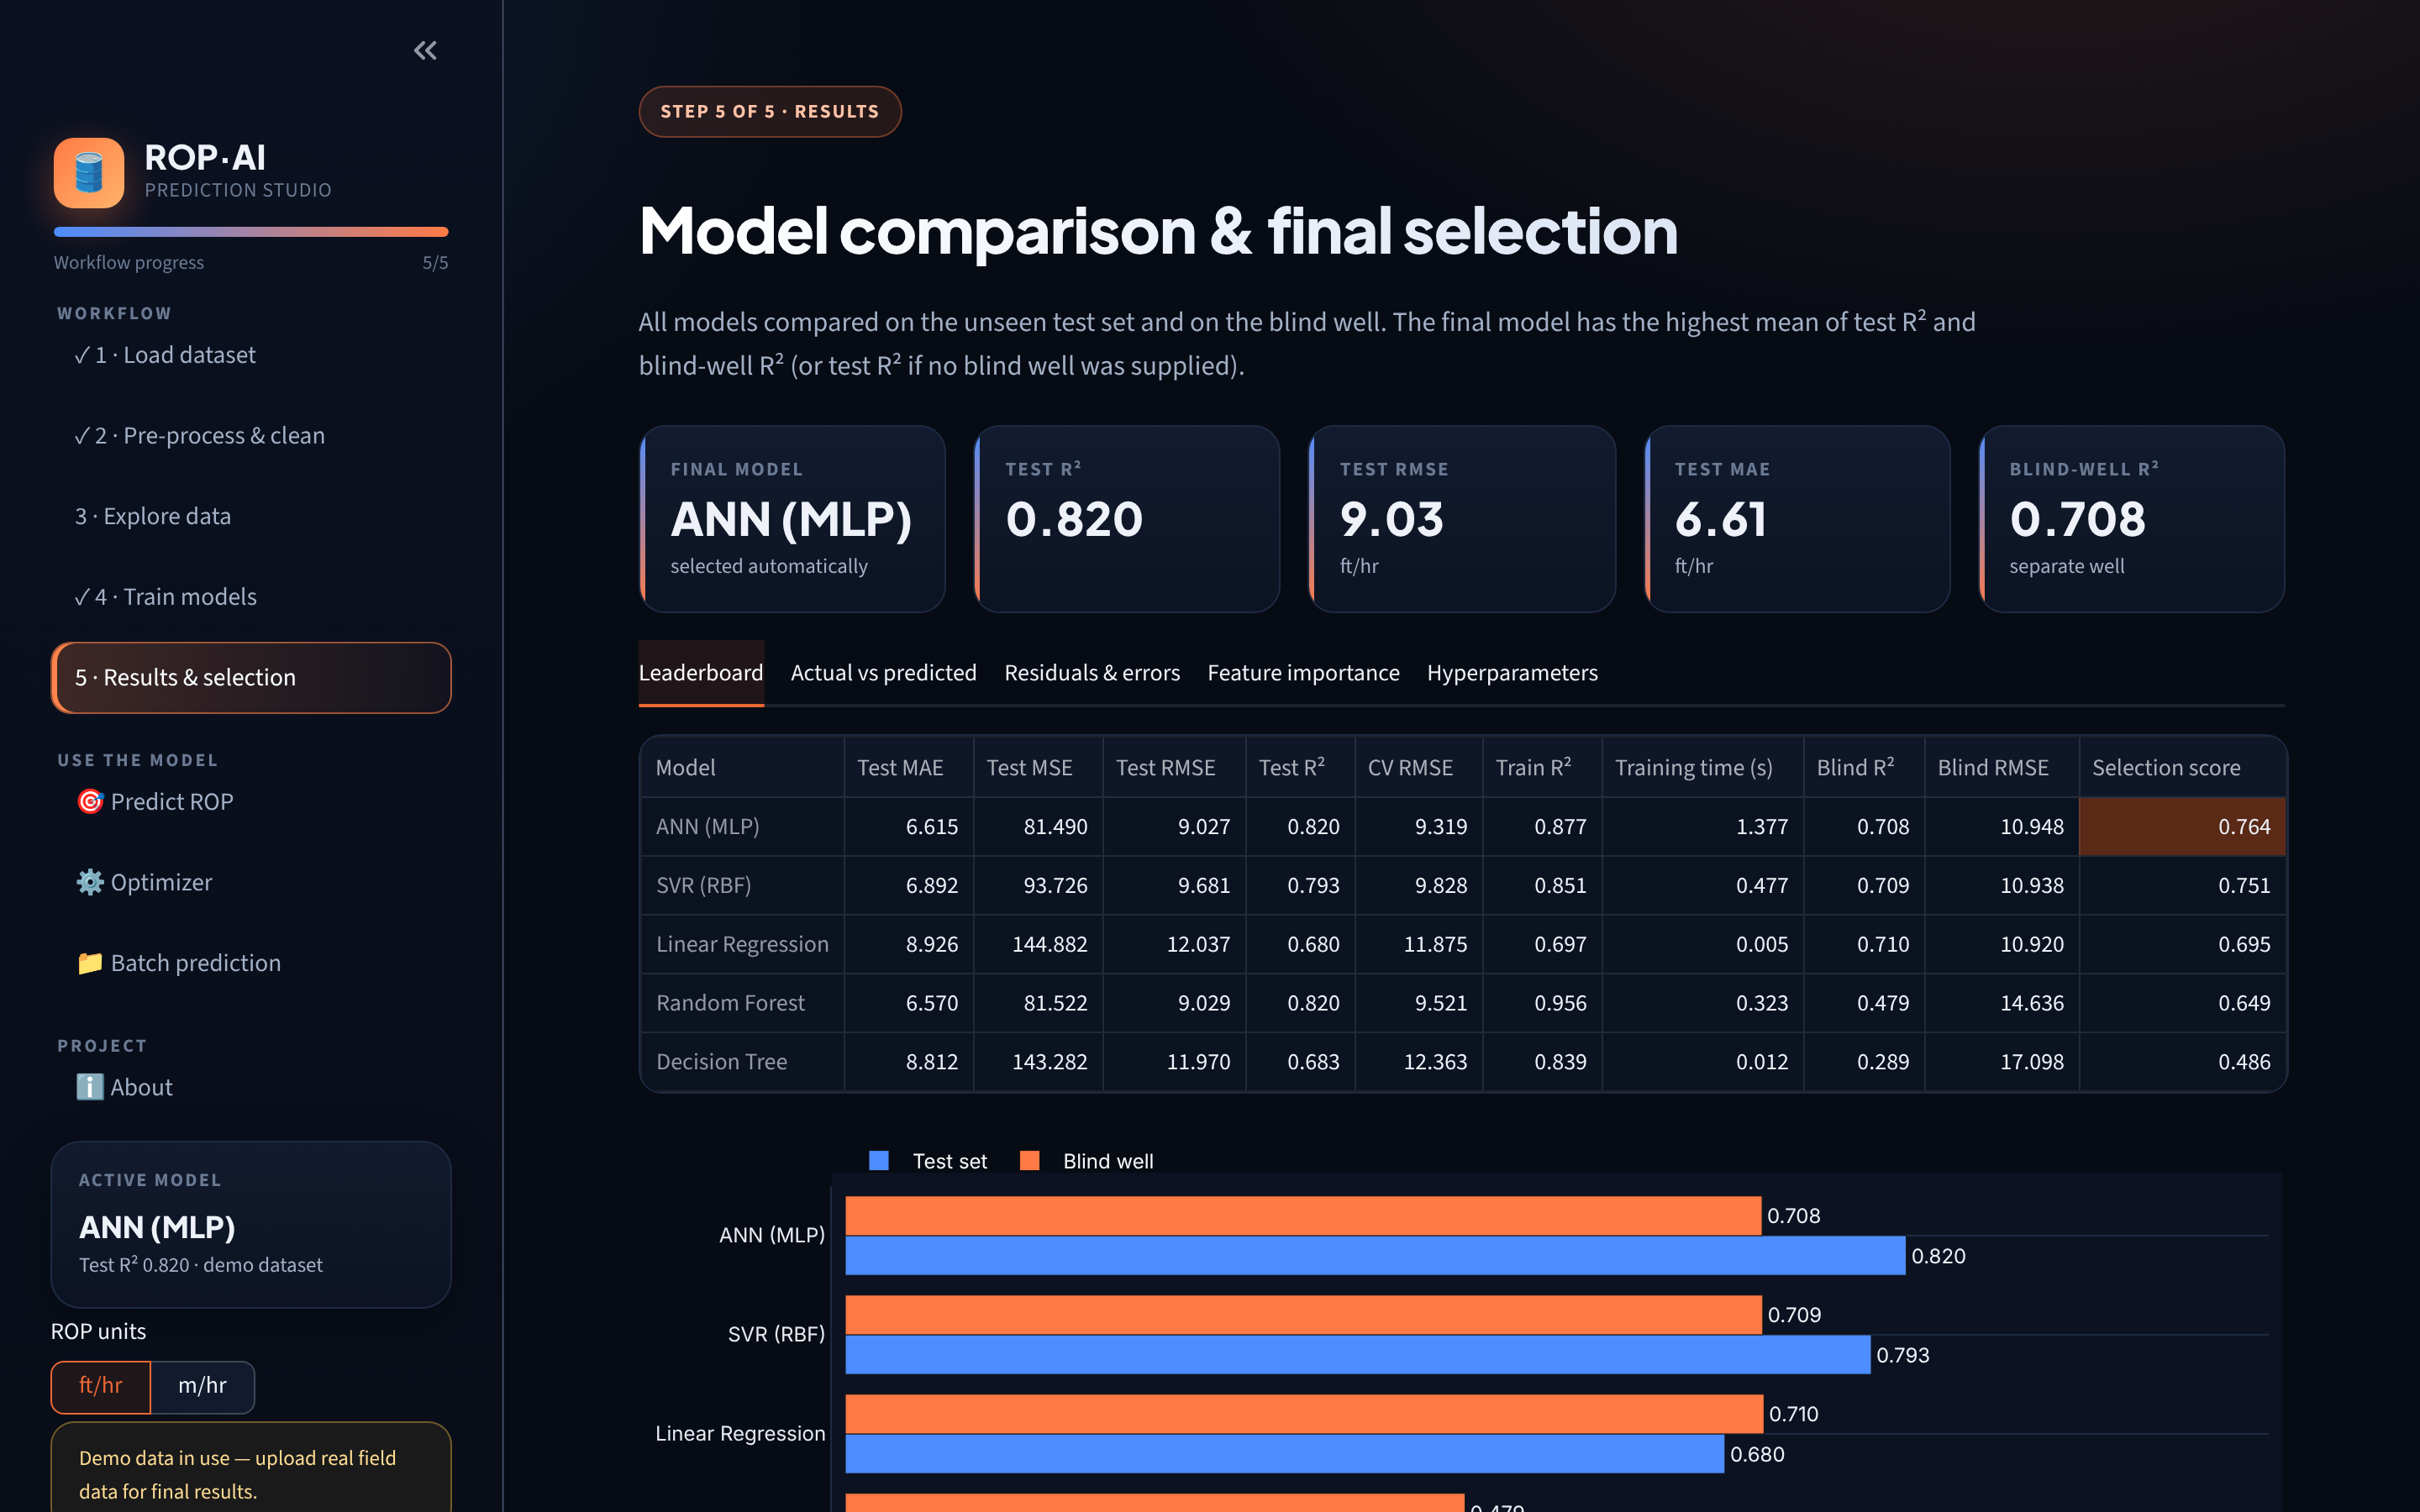 ROP·AI
PREDICTION STUDIO
Workflow progress 5/5
WORKFLOW
✓ 1 · Load dataset
✓ 2 · Pre-process & clean
3 · Explore data
✓ 4 · Train models
5 · Results & selection
USE THE MODEL
Predict ROP
Optimizer
Batch prediction
PROJECT
About
ACTIVE MODEL
ANN (MLP)
Test R² 0.820 · demo dataset
ROP units
ft/hr m/hr
Demo data in use — upload real field
data for final results.
STEP 5 OF 5 · RESULTS
Model comparison & final selection
All models compared on the unseen test set and on the blind well. The final model has the highest mean of test R² and
blind-well R² (or test R² if no blind well was supplied).
FINAL MODEL
ANN (MLP)
selected automatically
TEST R²
0.820
TEST RMSE
9.03
ft/hr
TEST MAE
6.61
ft/hr
BLIND-WELL R²
0.708
separate well
Leaderboard Actual vs predicted Residuals & errors Feature importance Hyperparameters
Model Test MAE Test MSE Test RMSE Test R² CV RMSE Train R² Training time (s) Blind R² Blind RMSE Selection score
ANN (MLP) 6.615 81.490 9.027 0.820 9.319 0.877 1.377 0.708 10.948 0.764
SVR (RBF) 6.892 93.726 9.681 0.793 9.828 0.851 0.477 0.709 10.938 0.751
Linear Regression 8.926 144.882 12.037 0.680 11.875 0.697 0.005 0.710 10.920 0.695
Random Forest 6.570 81.522 9.029 0.820 9.521 0.956 0.323 0.479 14.636 0.649
Decision Tree 8.812 143.282 11.970 0.683 12.363 0.839 0.012 0.289 17.098 0.486
Test set Blind well
ANN (MLP) 0.708
0.820
SVR (RBF) 0.709
0.793
Linear Regression 0.710
0.680
0.479